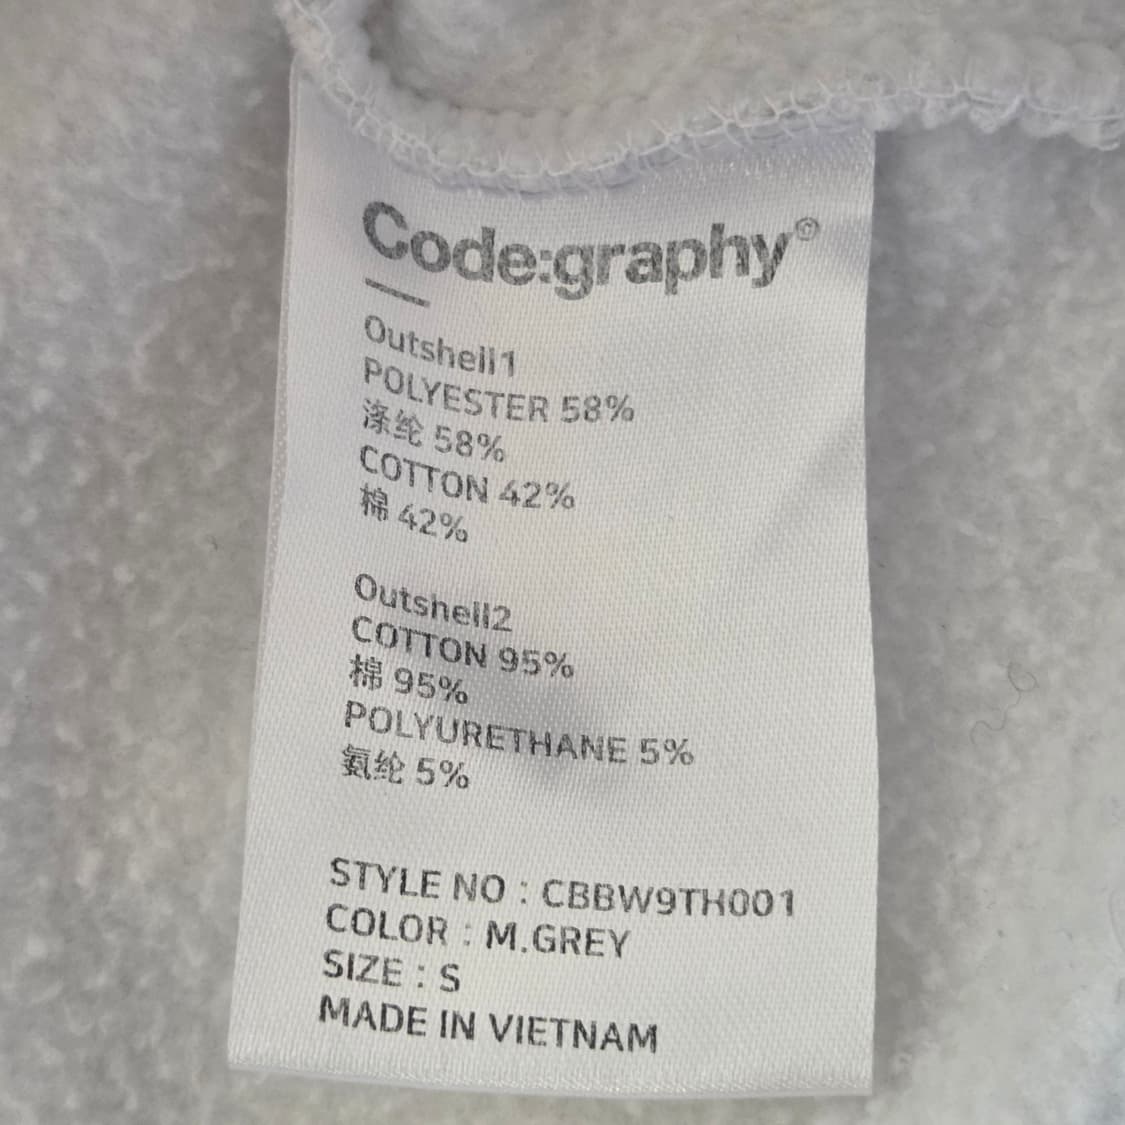 Code:graphy©
Outshell1
POLYESTER 58%
涤纶 58%
COTTON 42%
棉 42%
Outshell2
COTTON 95%
棉 95%
POLYURETHANE 5%
氨纶 5%
STYLE NO : CBBW9TH001
COLOR : M.GREY
SIZE : S
MADE IN VIETNAM